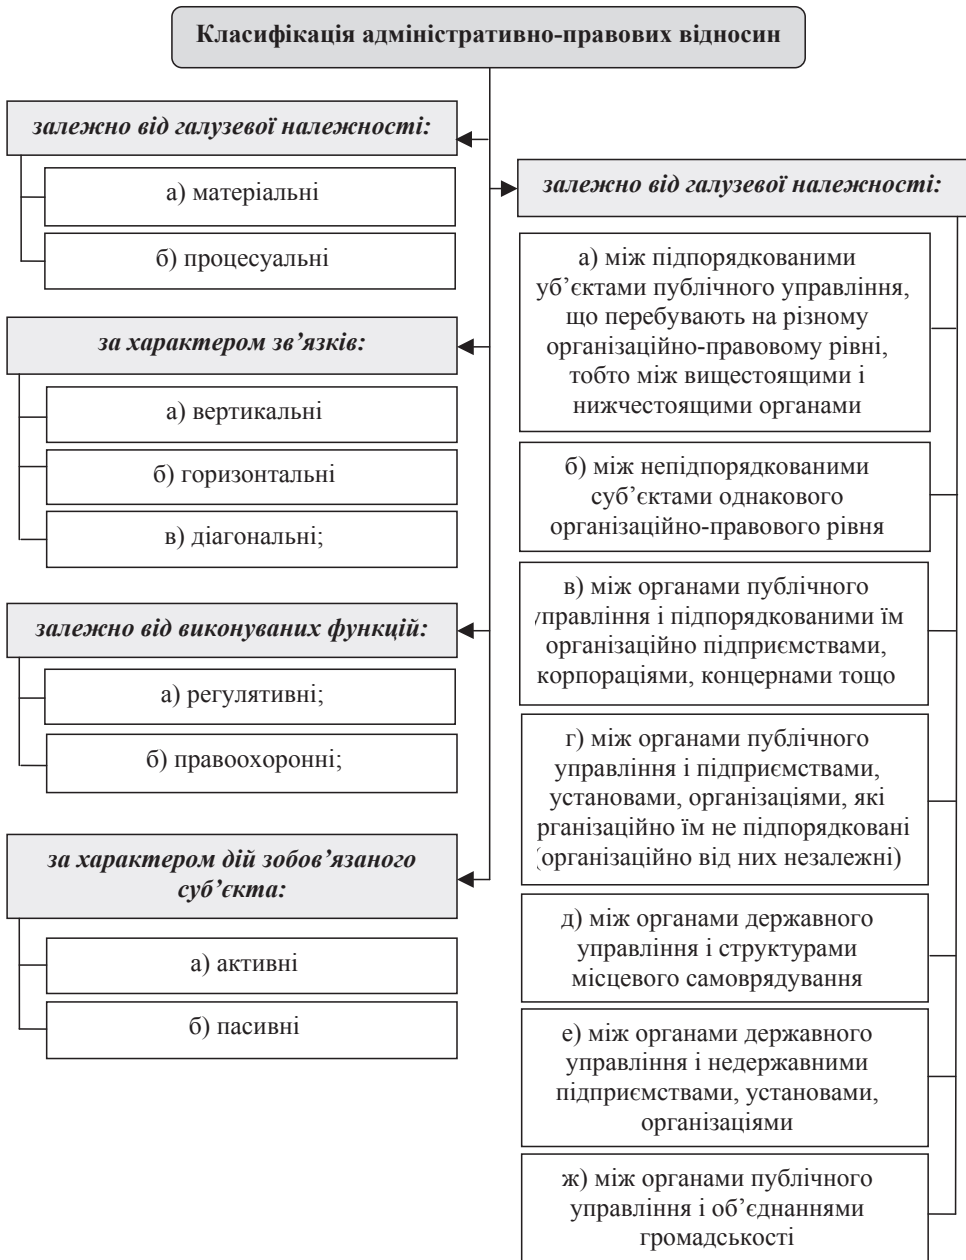 Класифікація адміністративно-правових відносин
залежно від галузевої належності:
а) матеріальні
б) процесуальні
за характером зв’язків:
а) вертикальні
б) горизонтальні
в) діагональні;
залежно від виконуваних функцій:
а) регулятивні;
б) правоохоронні;
за характером дій зобов’язаного
суб’єкта:
а) активні
б) пасивні
залежно від галузевої належності:
а) між підпорядкованими
уб’єктами публічного управління,
що перебувають на різному
організаційно-правовому рівні,
тобто між вищестоящими і
нижчестоящими органами
б) між непідпорядкованими
суб’єктами однакового
організаційно-правового рівня
в) між органами публічного
правління і підпорядкованими їм
організаційно підприємствами,
корпораціями, концернами тощо
г) між органами публічного
управління і підприємствами,
установами, організаціями, які
рганізаційно їм не підпорядковані
(організаційно від них незалежні)
д) між органами державного
управління і структурами
місцевого самоврядування
е) між органами державного
управління і недержавними
підприємствами, установами,
організаціями
ж) між органами публічного
управління і об’єднаннями
громадськості